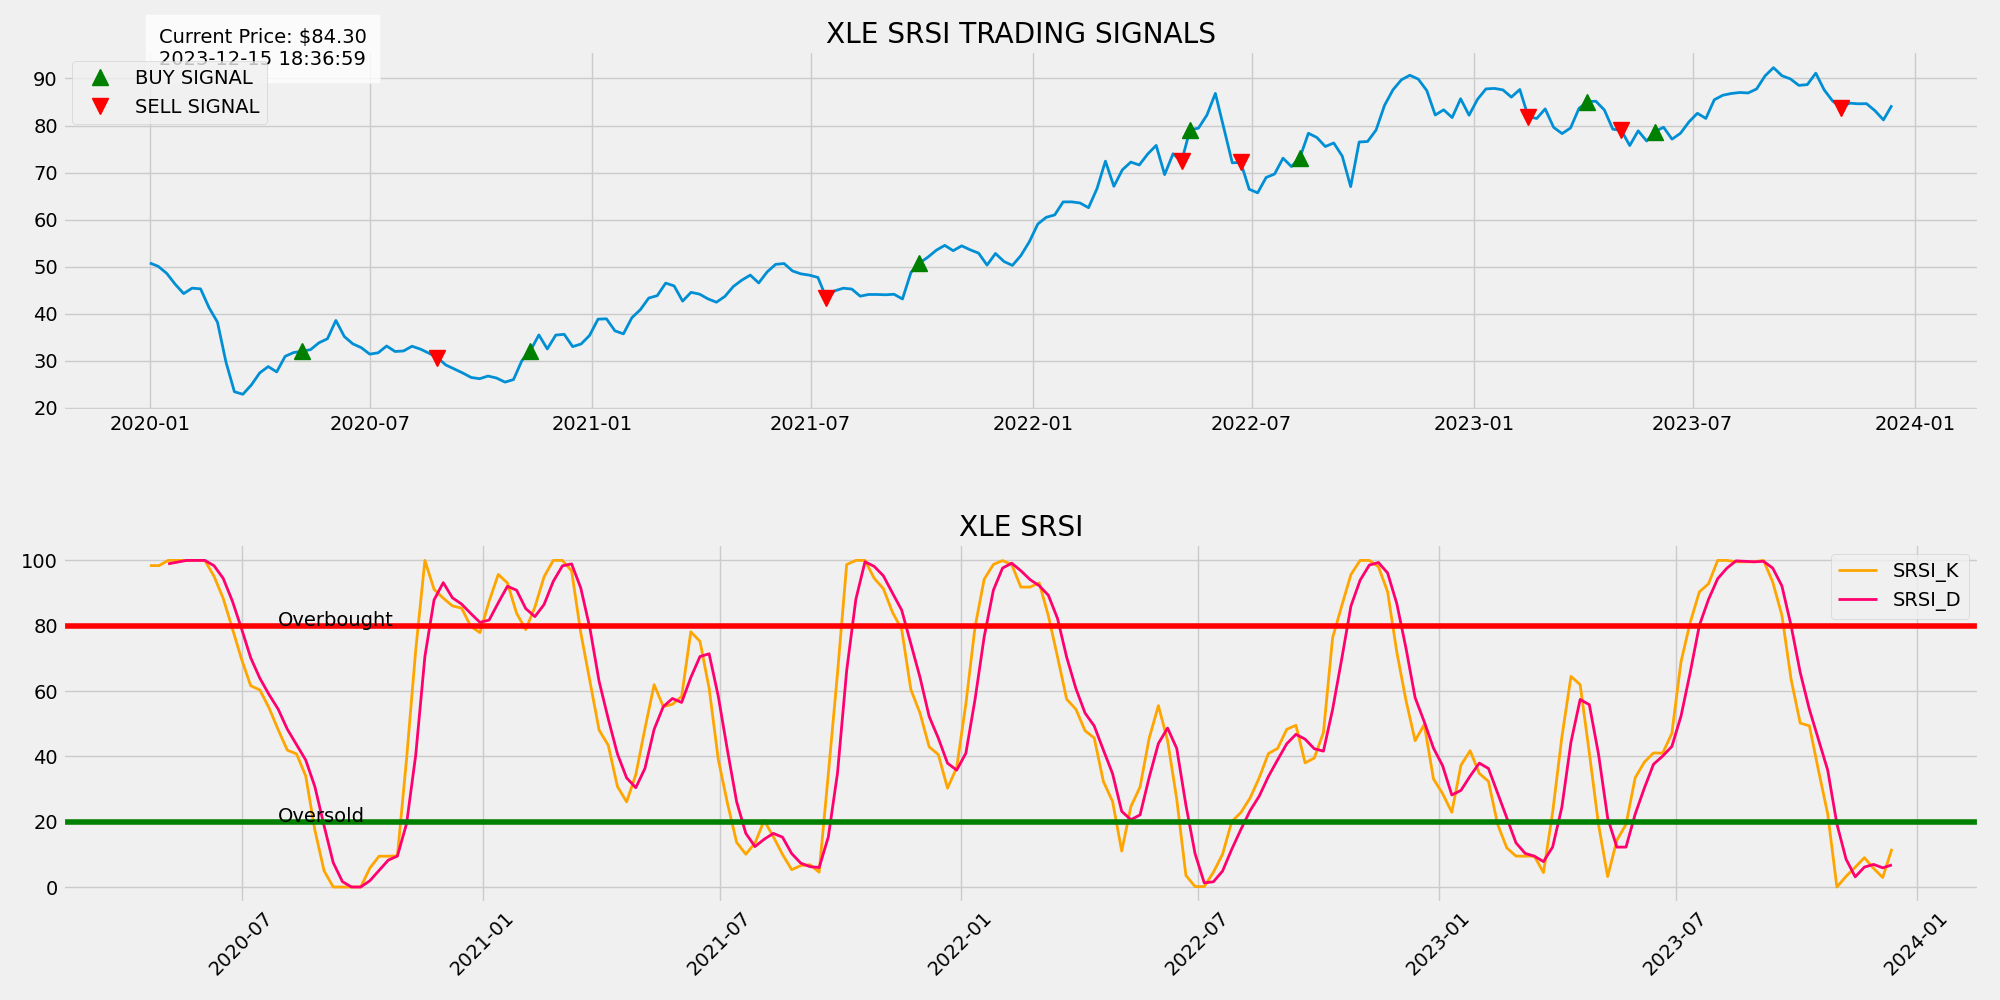 Current Price: $84.30
2023-12-15 18:36:59
XLE SRSI TRADING SIGNALS
BUY SIGNAL
SELL SIGNAL
90
80
70
60
50
40
30
20
2020-01 2020-07 2021-01 2021-07 2022-01 2022-07 2023-01 2023-07 2024-01
XLE SRSI
SRSI_K
SRSI_D
100
Overbought
80
60
40
Oversold
20
0
2020-07 2021-01 2021-07 2022-01 2022-07 2023-01 2023-07 2024-01